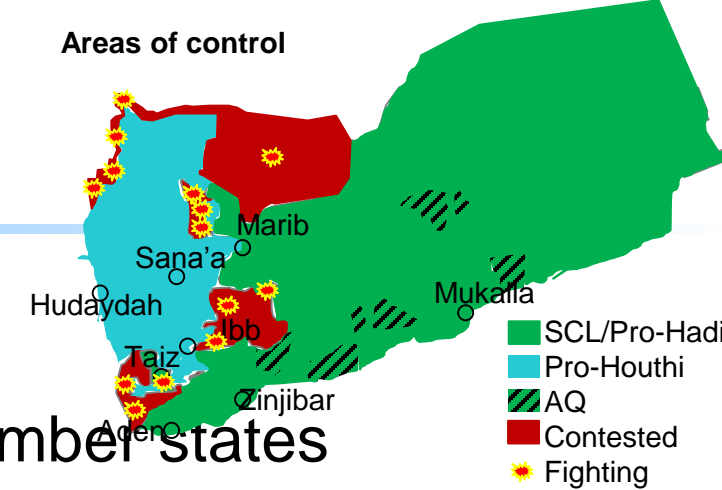 Areas of control
Marib
Sana’a
Hudaydah
Mukalla
Ibb
Taiz
Zinjibar
Aden
mber states
SCL/Pro-Hadi
Pro-Houthi
AQ
Contested
Fighting